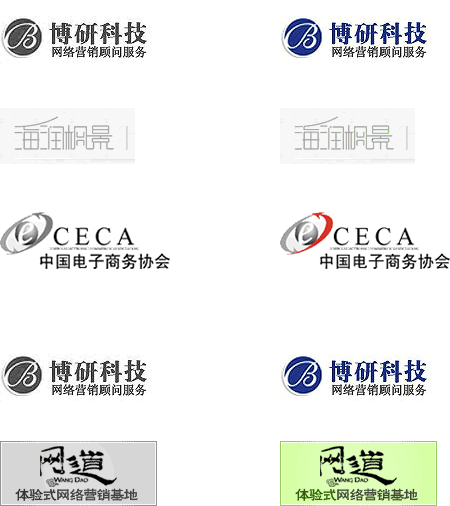 B 博研科技 B 博研科技
网络营销顾问服务 网络营销顾问服务
海润枫景 海润枫景
e CECA e CECA
中国电子商务协会 中国电子商务协会
B 博研科技 B 博研科技
网络营销顾问服务 网络营销顾问服务
网道 网道
@WANG DAO @WANG DAO
体验式网络营销基地 体验式网络营销基地